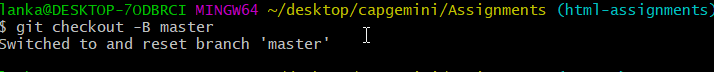 lanka@DESKTOP-7ODBRCI MINGW64 ~/desktop/capgemini/Assignments (html-assignments)
$ git checkout -B master
Switched to and reset branch 'master'